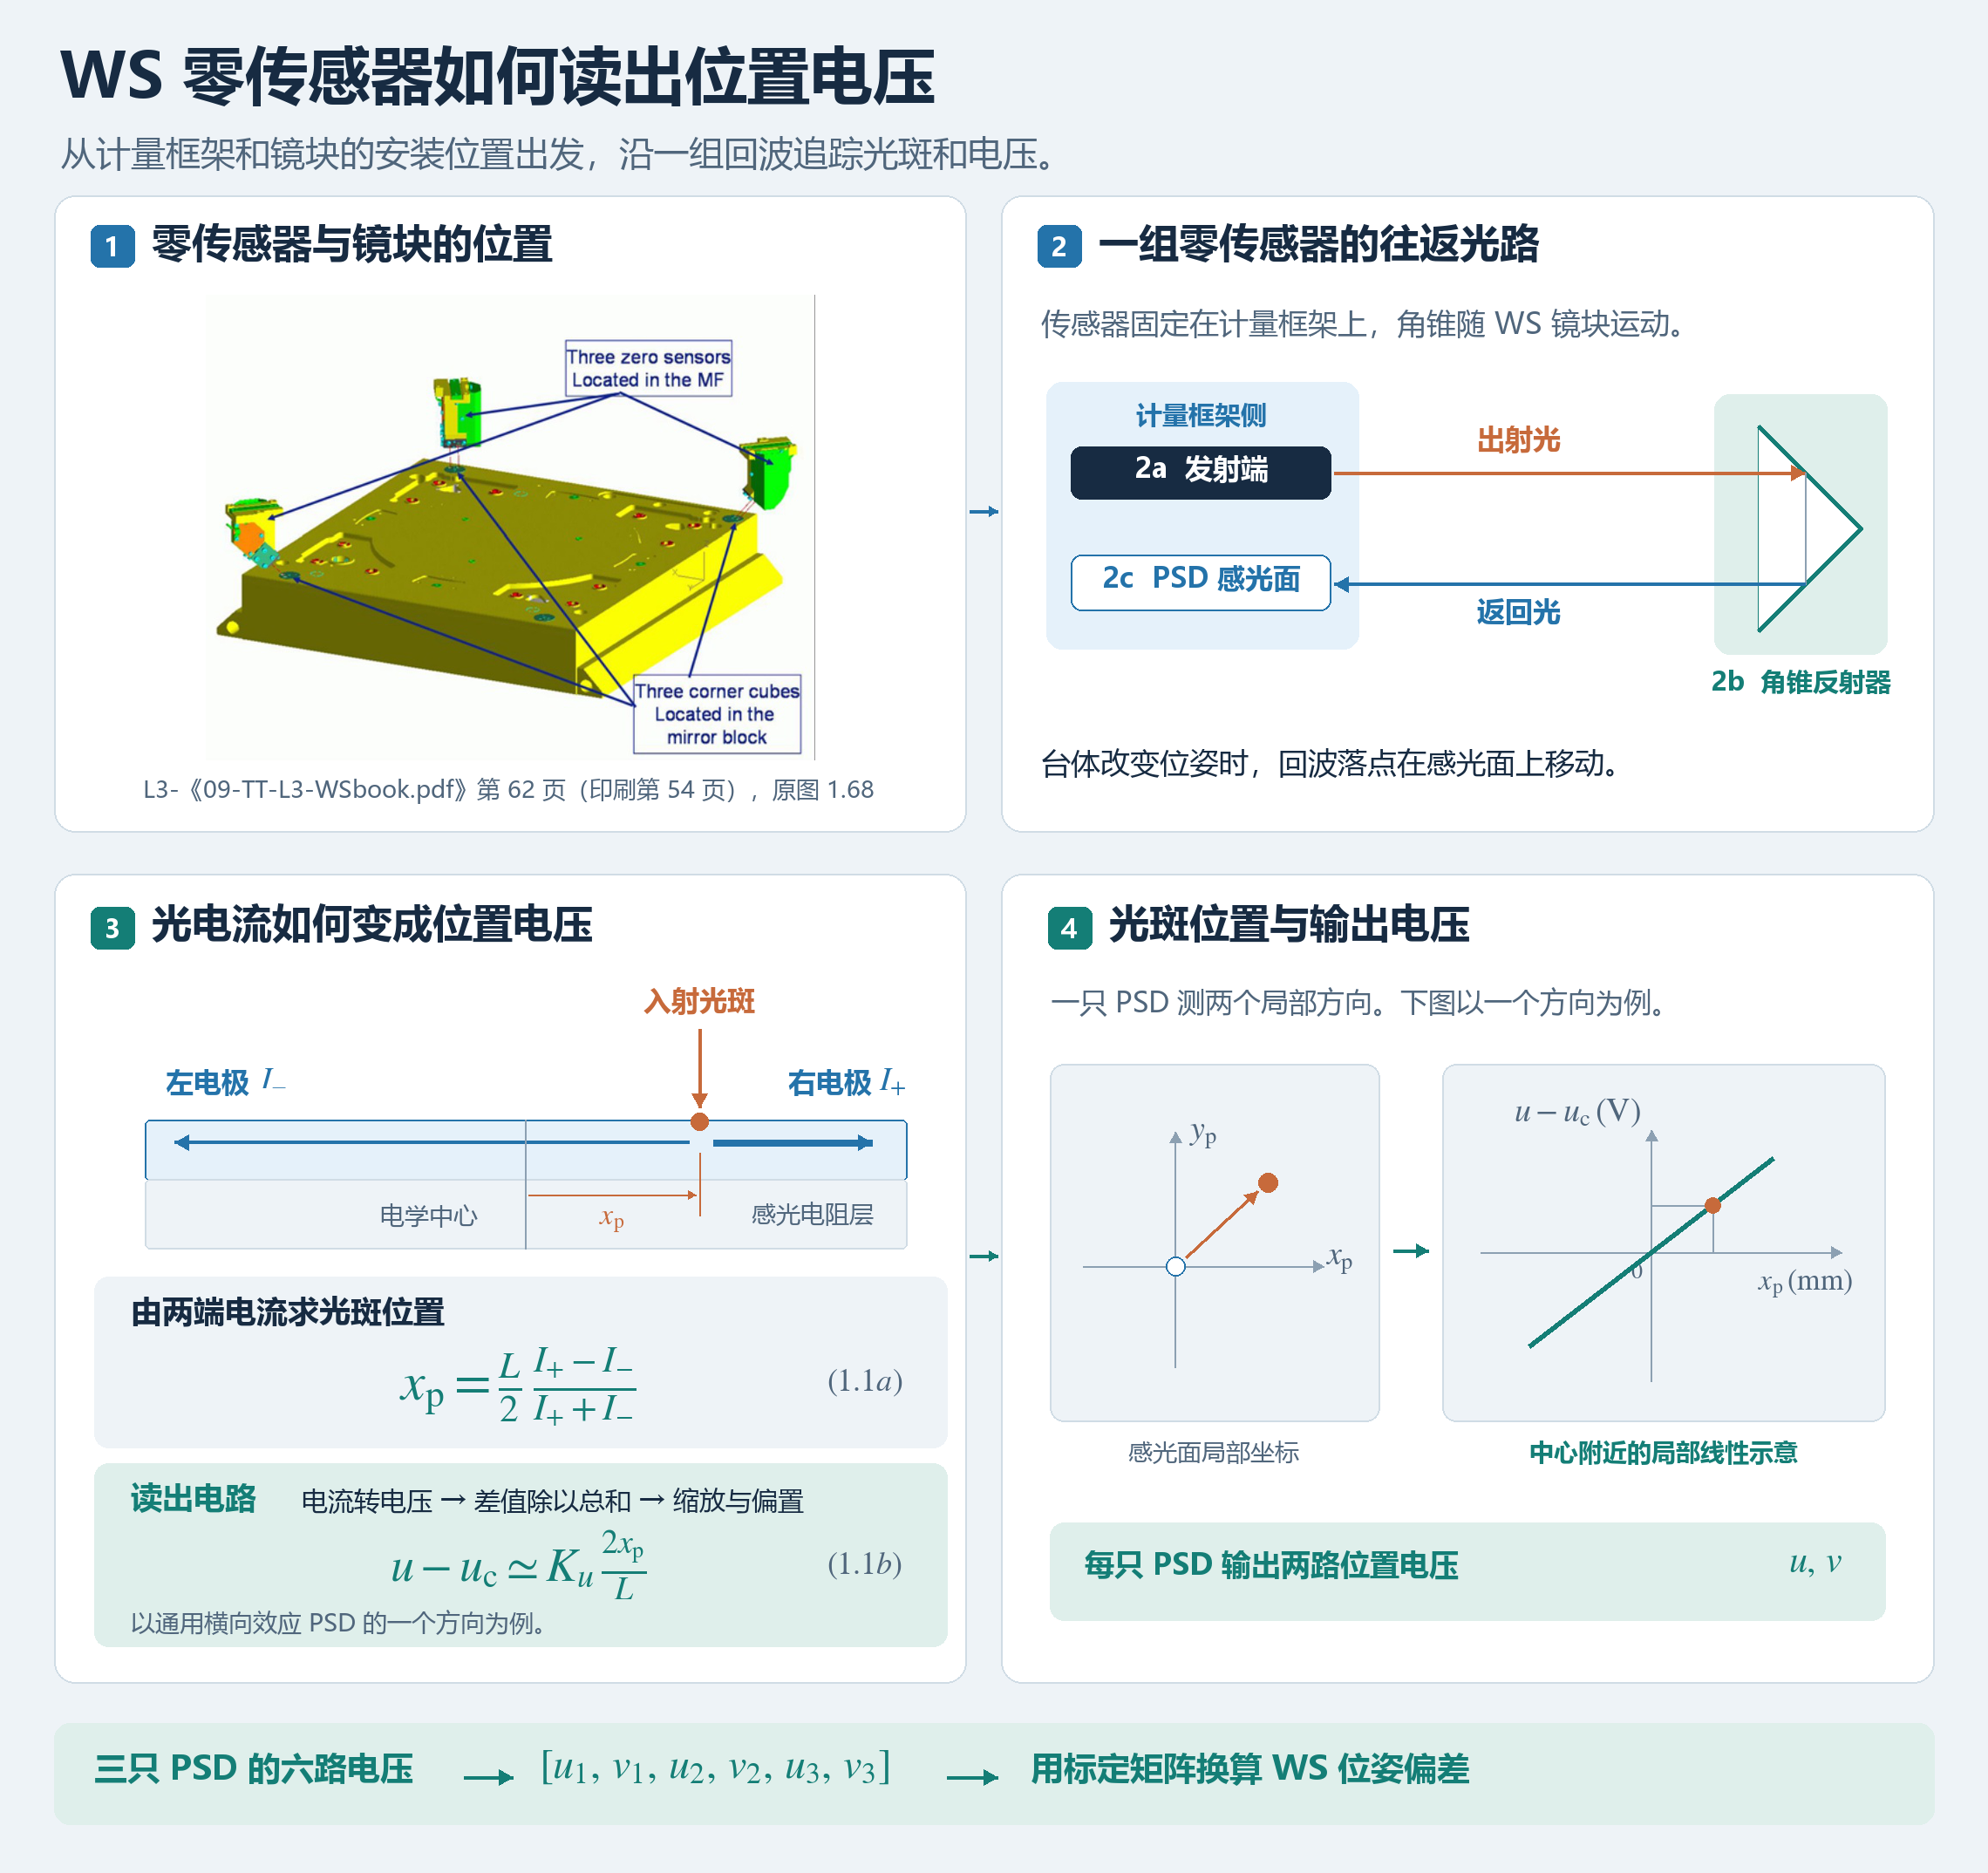 WS 零传感器如何读出位置电压
从计量框架和镜块的安装位置出发，沿一组回波追踪光斑和电压。
1 零传感器与镜块的位置
Three zero sensors
Located in the MF
Three corner cubes
Located in the
mirror block
L3-《09-TT-L3-WSbook.pdf》第 62 页（印刷第 54 页），原图 1.68
2 一组零传感器的往返光路
传感器固定在计量框架上，角锥随 WS 镜块运动。
计量框架侧
2a 发射端
出射光
2c PSD 感光面
返回光
2b 角锥反射器
台体改变位姿时，回波落点在感光面上移动。
3 光电流如何变成位置电压
入射光斑
左电极 I₋
右电极 I₊
电学中心
xₚ
感光电阻层
由两端电流求光斑位置
xₚ = L/2 (I₊ − I₋)/(I₊ + I₋) (1.1a)
读出电路 电流转电压 → 差值除以总和 → 缩放与偏置
u − u_c ≃ K_u 2xₚ/L (1.1b)
以通用横向效应 PSD 的一个方向为例。
4 光斑位置与输出电压
一只 PSD 测两个局部方向。下图以一个方向为例。
yₚ
xₚ
感光面局部坐标
u − u_c (V)
0
xₚ (mm)
中心附近的局部线性示意
每只 PSD 输出两路位置电压 u, v
三只 PSD 的六路电压 → [u₁, v₁, u₂, v₂, u₃, v₃] → 用标定矩阵换算 WS 位姿偏差